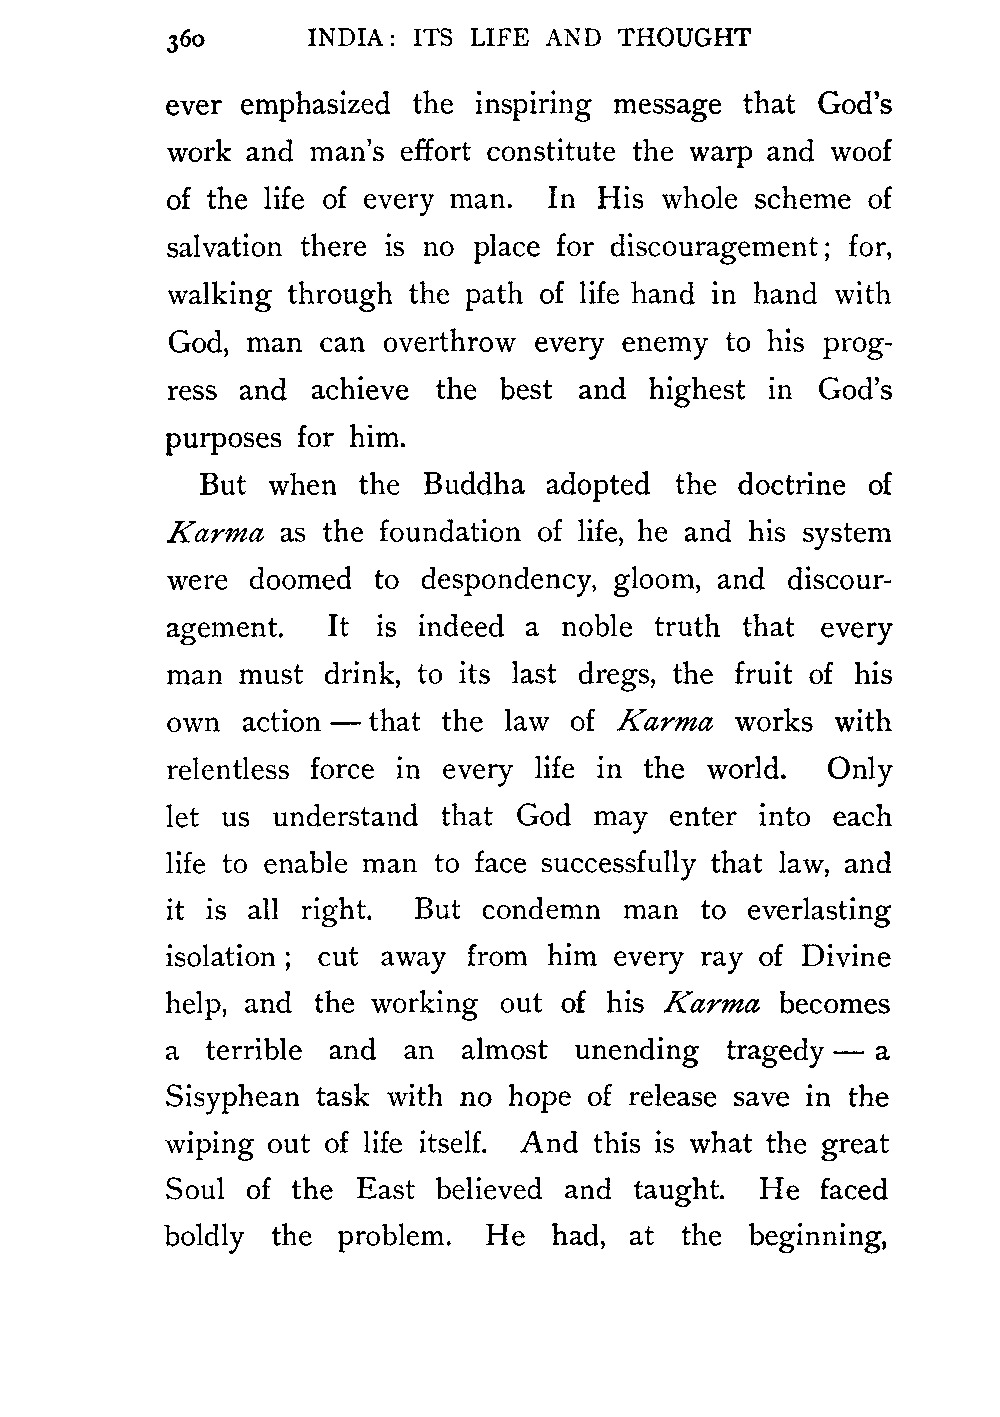 360 INDIA: ITS LIFE AND THOUGHT
ever emphasized the inspiring message that God's
work and man's effort constitute the warp and woof
of the life of every man. In His whole scheme of
salvation there is no place for discouragement; for,
walking through the path of life hand in hand with
God, man can overthrow every enemy to his prog-
ress and achieve the best and highest in God's
purposes for him.
But when the Buddha adopted the doctrine of
Karma as the foundation of life, he and his system
were doomed to despondency, gloom, and discour-
agement. It is indeed a noble truth that every
man must drink, to its last dregs, the fruit of his
own action — that the law of Karma works with
relentless force in every life in the world. Only
let us understand that God may enter into each
life to enable man to face successfully that law, and
it is all right. But condemn man to everlasting
isolation; cut away from him every ray of Divine
help, and the working out of his Karma becomes
a terrible and an almost unending tragedy — a
Sisyphean task with no hope of release save in the
wiping out of life itself. And this is what the great
Soul of the East believed and taught. He faced
boldly the problem. He had, at the beginning,